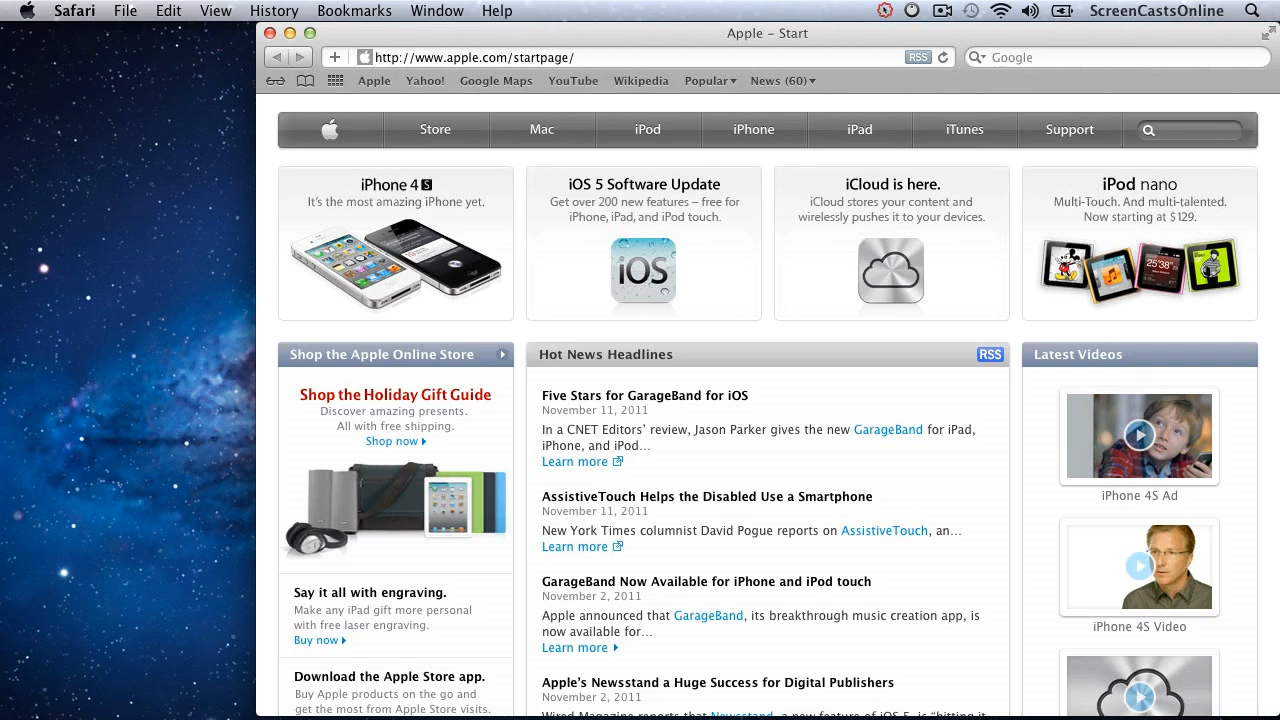 Safari File Edit View History Bookmarks Window Help ScreenCastsOnline
Apple – Start
http://www.apple.com/startpage/ RSS Google
Apple Yahoo! Google Maps YouTube Wikipedia Popular News (60)
Store Mac iPod iPhone iPad iTunes Support
iPhone 4S
It's the most amazing iPhone yet.
iOS 5 Software Update
Get over 200 new features – free for
iPhone, iPad, and iPod touch.
iOS
iCloud is here.
iCloud stores your content and
wirelessly pushes it to your devices.
iPod nano
Multi-Touch. And multi-talented.
Now starting at $129.
25'38"
Shop the Apple Online Store
Shop the Holiday Gift Guide
Discover amazing presents.
All with free shipping.
Shop now
Say it all with engraving.
Make any iPad gift more personal
with free laser engraving.
Buy now
Download the Apple Store app.
Buy Apple products on the go and
get the most from Apple Store visits.
Hot News Headlines RSS
Five Stars for GarageBand for iOS
November 11, 2011
In a CNET Editors' review, Jason Parker gives the new GarageBand for iPad,
iPhone, and iPod…
Learn more
AssistiveTouch Helps the Disabled Use a Smartphone
November 11, 2011
New York Times columnist David Pogue reports on AssistiveTouch, an…
Learn more
GarageBand Now Available for iPhone and iPod touch
November 2, 2011
Apple announced that GarageBand, its breakthrough music creation app, is
now available for…
Learn more
Apple's Newsstand a Huge Success for Digital Publishers
November 2, 2011
Wired Magazine reports that Newsstand, a new feature of iOS 5, is "hitting it
Latest Videos
iPhone 4S Ad
iPhone 4S Video